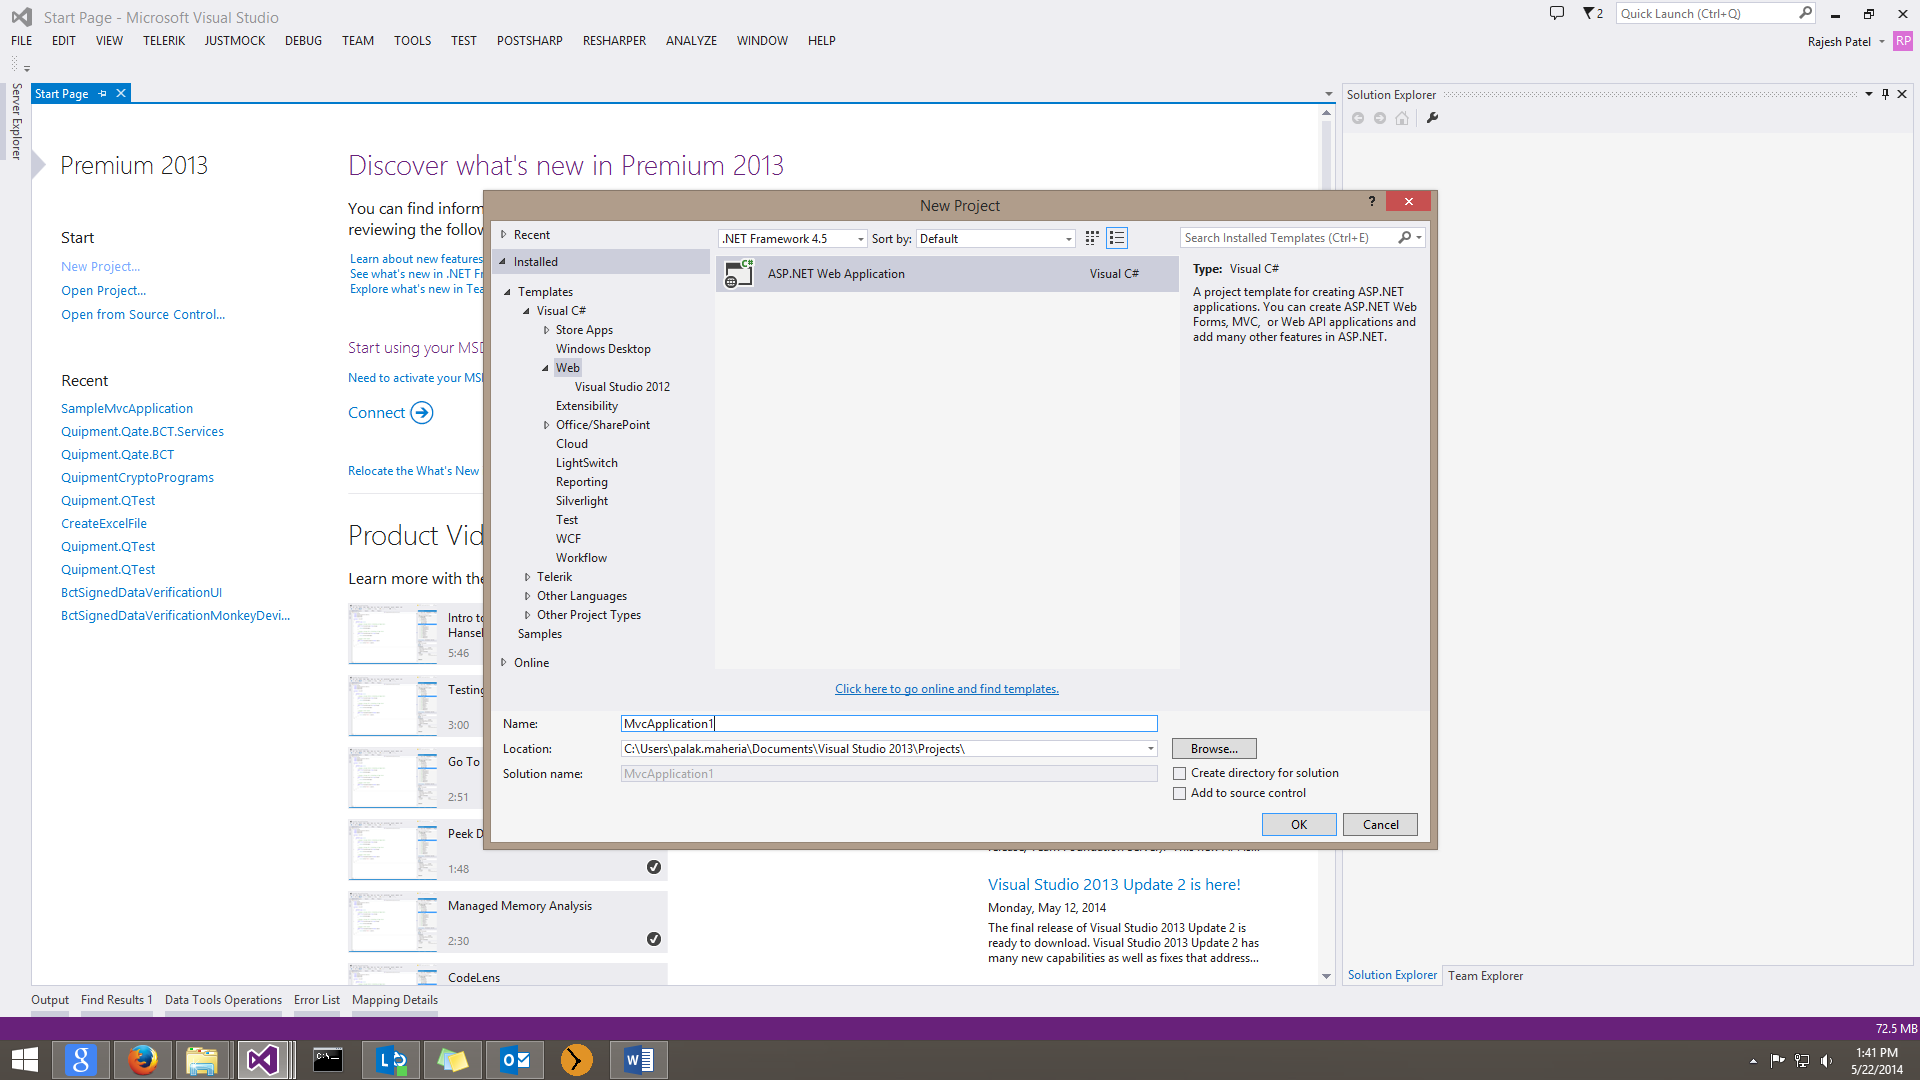 Start Page - Microsoft Visual Studio
2
Quick Launch (Ctrl+Q)
FILE EDIT VIEW TELERIK JUSTMOCK DEBUG TEAM TOOLS TEST POSTSHARP RESHARPER ANALYZE WINDOW HELP
Rajesh Patel RP
Server Explorer
Start Page
Solution Explorer
Premium 2013
Start
New Project...
Open Project...
Open from Source Control...
Recent
SampleMvcApplication
Quipment.Qate.BCT.Services
Quipment.Qate.BCT
QuipmentCryptoPrograms
Quipment.QTest
CreateExcelFile
Quipment.QTest
Quipment.QTest
BctSignedDataVerificationUI
BctSignedDataVerificationMonkeyDevi...
Discover what's new in Premium 2013
You can find inform
reviewing the follow
Learn about new features
See what's new in .NET Fr
Explore what's new in Tea
Start using your MSD
Need to activate your MSI
Connect
Relocate the What's New
Product Vid
Learn more with the
Intro to
Hansel
5:46
Testing
3:00
Go To
2:51
Peek D
1:48
Managed Memory Analysis
2:30
CodeLens
New Project
?
Recent
Installed
Templates
Visual C#
Store Apps
Windows Desktop
Web
Visual Studio 2012
Extensibility
Office/SharePoint
Cloud
LightSwitch
Reporting
Silverlight
Test
WCF
Workflow
Telerik
Other Languages
Other Project Types
Samples
Online
.NET Framework 4.5 Sort by: Default
Search Installed Templates (Ctrl+E)
C# ASP.NET Web Application Visual C#
Type: Visual C#
A project template for creating ASP.NET
applications. You can create ASP.NET Web
Forms, MVC, or Web API applications and
add many other features in ASP.NET.
Click here to go online and find templates.
Name: MvcApplication1
Location: C:\Users\palak.maheria\Documents\Visual Studio 2013\Projects\
Browse...
Solution name: MvcApplication1
Create directory for solution
Add to source control
OK Cancel
Visual Studio 2013 Update 2 is here!
Monday, May 12, 2014
The final release of Visual Studio 2013 Update 2 is
ready to download. Visual Studio 2013 Update 2 has
many new capabilities as well as fixes that address...
Solution Explorer Team Explorer
Output Find Results 1 Data Tools Operations Error List Mapping Details
72.5 MB
1:41 PM
5/22/2014